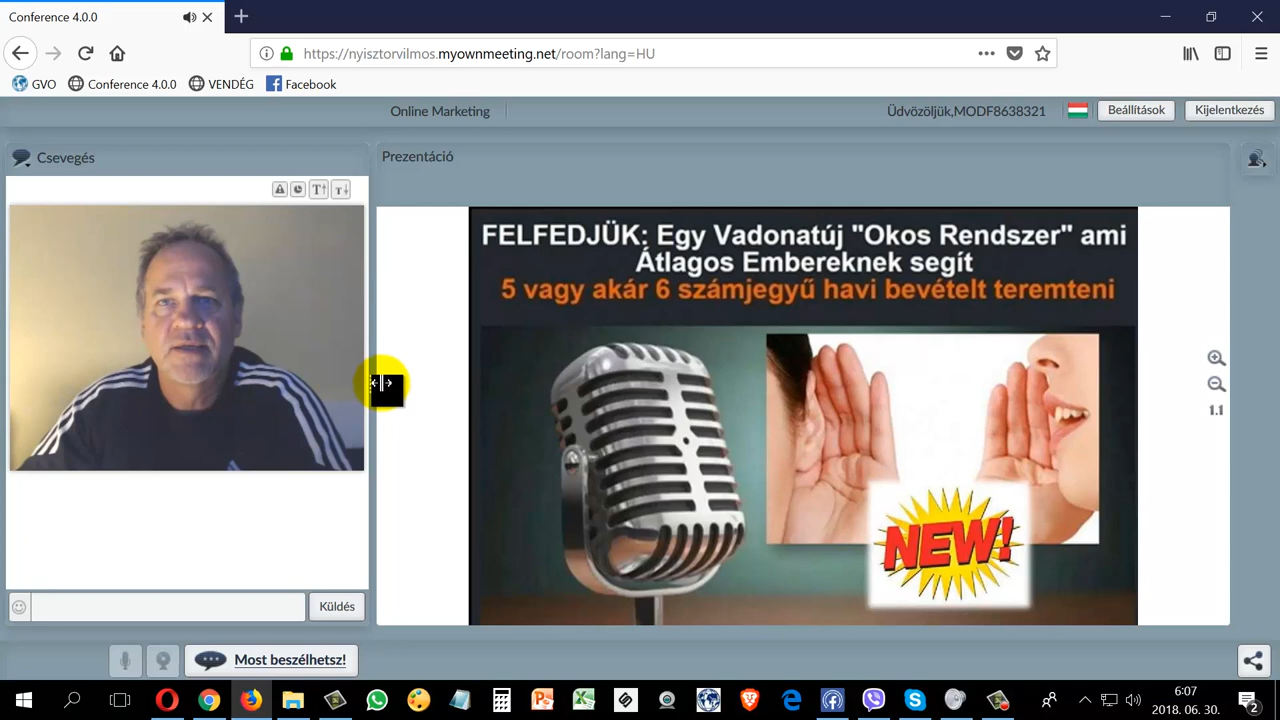 Conference 4.0.0
https://nyisztorvilmos.myownmeeting.net/room?lang=HU
GVO
Conference 4.0.0
VENDÉG
Facebook
Online Marketing
Üdvözöljük,MODF8638321
Beállítások
Kijelentkezés
Csevegés
Prezentáció
FELFEDJÜK: Egy Vadonatúj "Okos Rendszer" ami
Átlagos Embereknek segít
5 vagy akár 6 számjegyű havi bevételt teremteni
NEW!
1.1
Küldés
Most beszélhetsz!
6:07
2018. 06. 30.
2